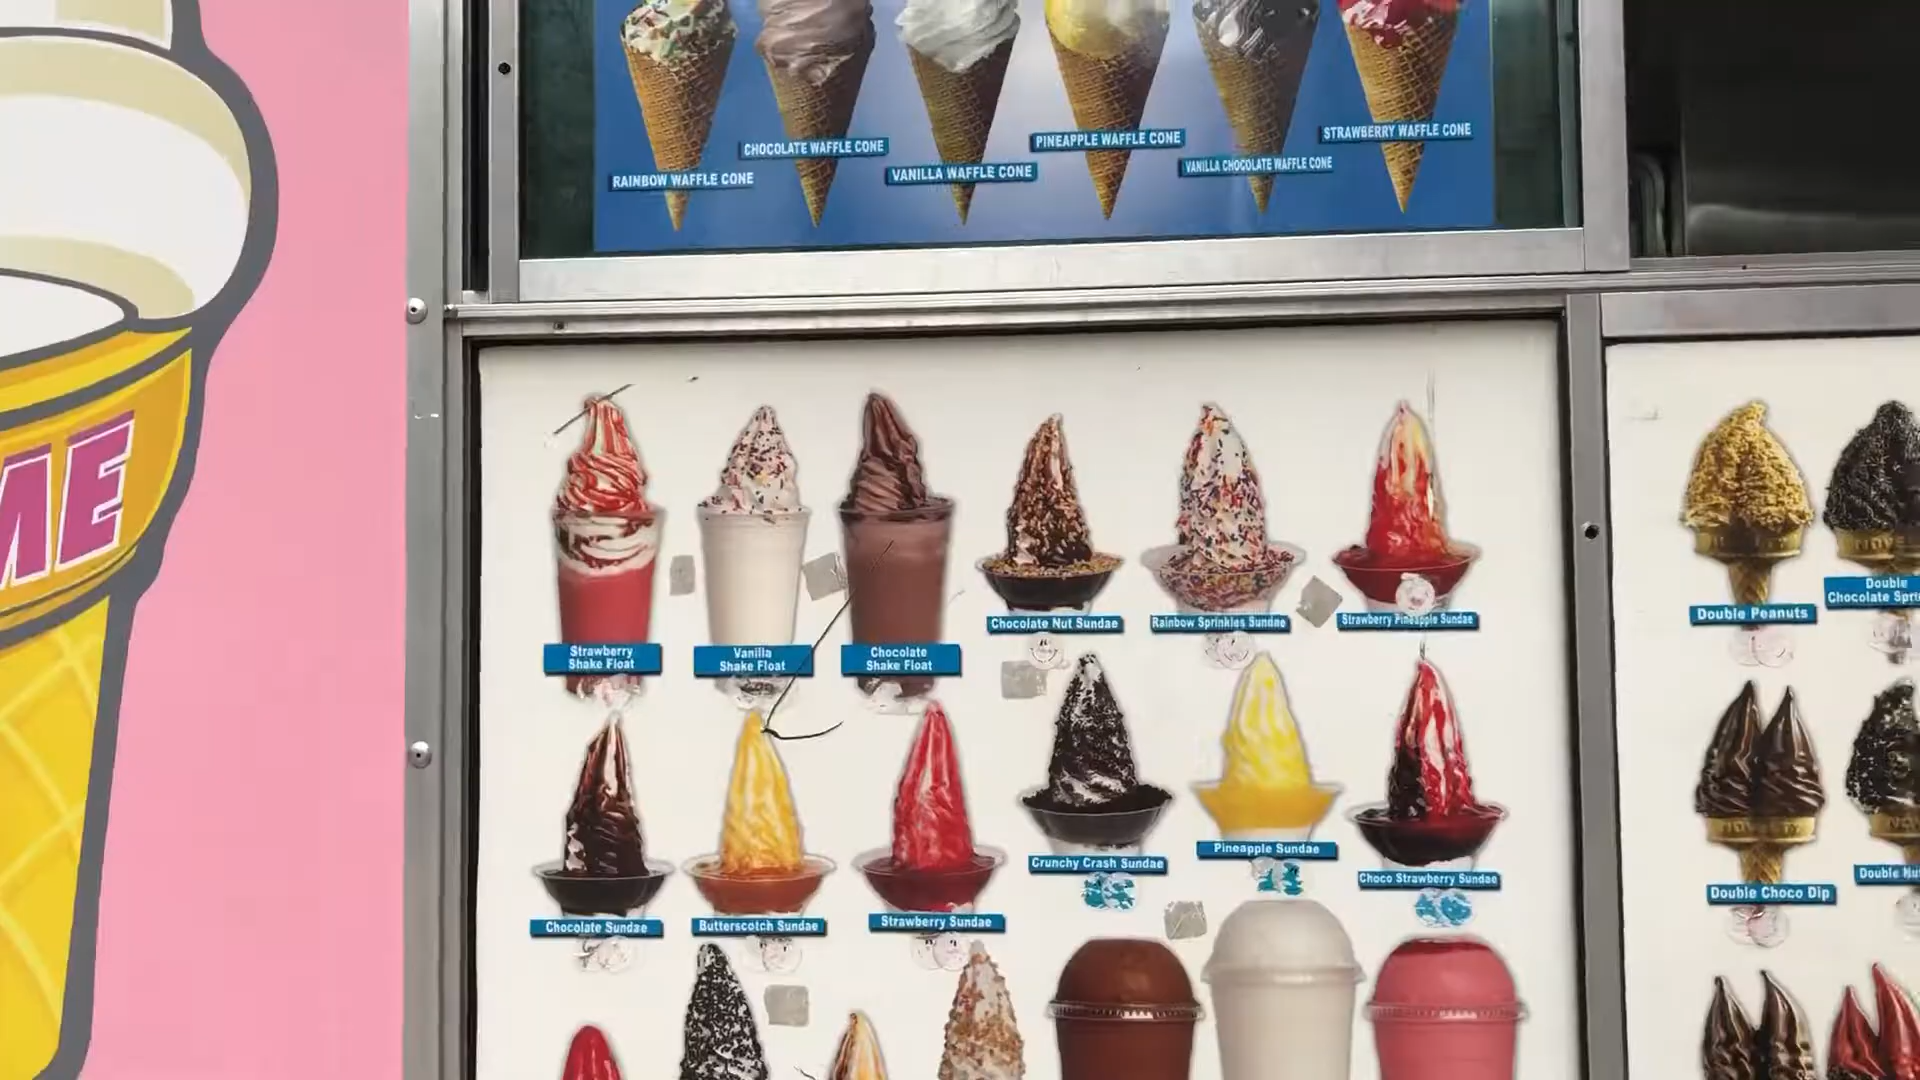 RAINBOW WAFFLE CONE
CHOCOLATE WAFFLE CONE
VANILLA WAFFLE CONE
PINEAPPLE WAFFLE CONE
VANILLA CHOCOLATE WAFFLE CONE
STRAWBERRY WAFFLE CONE
ME
Strawberry
Shake Float
Vanilla
Shake Float
Chocolate
Shake Float
Chocolate Nut Sundae
Rainbow Sprinkles Sundae
Strawberry Pineapple Sundae
Double Peanuts
Double
Chocolate
Chocolate Sundae
Butterscotch Sundae
Strawberry Sundae
Crunchy Crash Sundae
Pineapple Sundae
Choco Strawberry Sundae
Double Choco Dip
Double